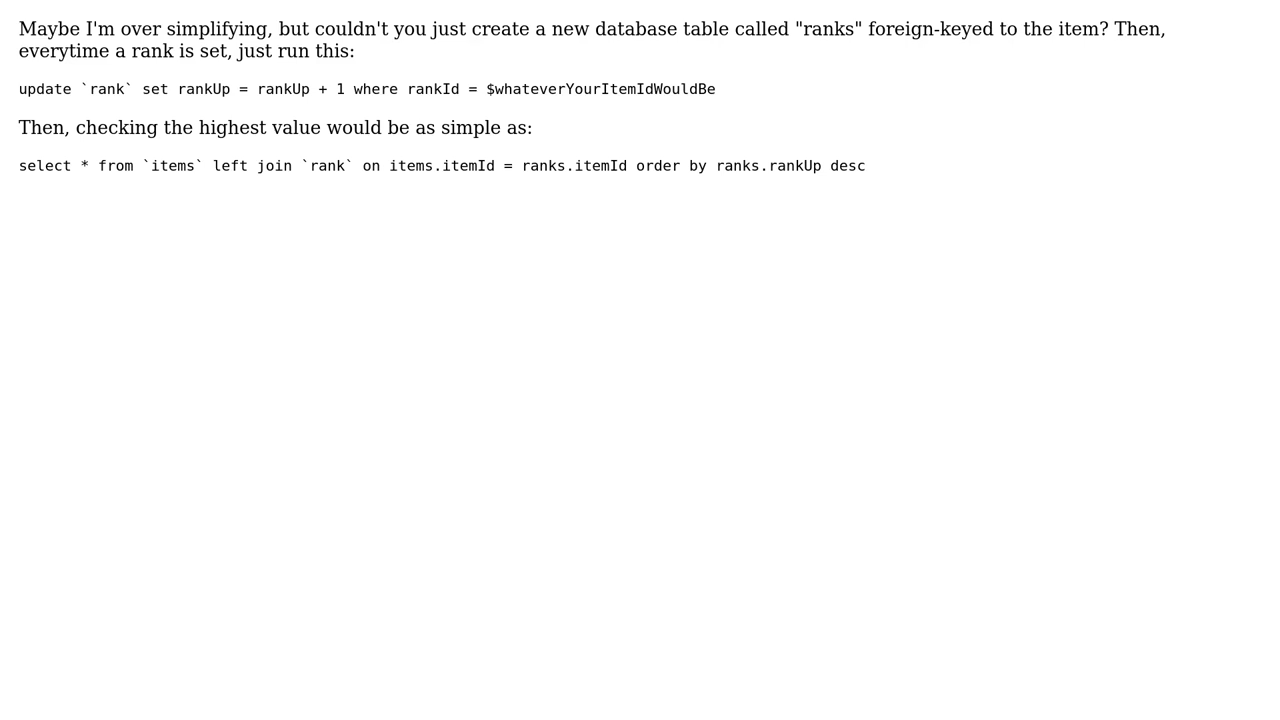 Maybe I'm over simplifying, but couldn't you just create a new database table called "ranks" foreign-keyed to the item? Then,
everytime a rank is set, just run this:
update `rank` set rankUp = rankUp + 1 where rankId = $whateverYourItemIdWouldBe
Then, checking the highest value would be as simple as:
select * from `items` left join `rank` on items.itemId = ranks.itemId order by ranks.rankUp desc